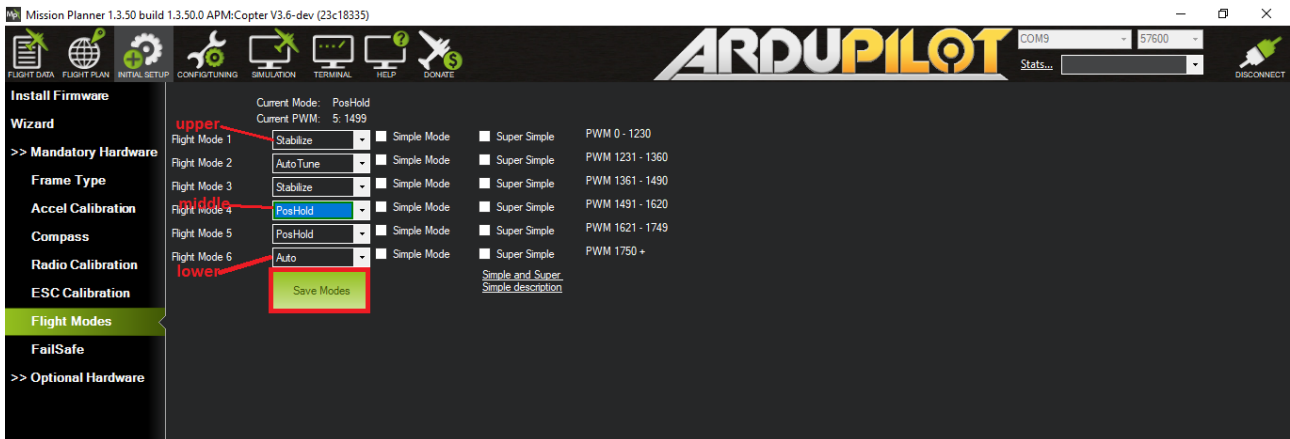 Mission Planner 1.3.50 build 1.3.50.0 APM:Copter V3.6-dev (23c18335)
FLIGHT DATA FLIGHT PLAN INITIAL SETUP CONFIG/TUNING SIMULATION TERMINAL HELP DONATE
ARDUPILOT
COM9 57600
Stats...
DISCONNECT
Install Firmware
Wizard
>> Mandatory Hardware
Frame Type
Accel Calibration
Compass
Radio Calibration
ESC Calibration
Flight Modes
FailSafe
>> Optional Hardware
Current Mode: PosHold
Current PWM: 5: 1499
upper
Flight Mode 1 Stabilize Simple Mode Super Simple PWM 0 - 1230
Flight Mode 2 AutoTune Simple Mode Super Simple PWM 1231 - 1360
Flight Mode 3 Stabilize Simple Mode Super Simple PWM 1361 - 1490
middle
Flight Mode 4 PosHold Simple Mode Super Simple PWM 1491 - 1620
Flight Mode 5 PosHold Simple Mode Super Simple PWM 1621 - 1749
Flight Mode 6 Auto Simple Mode Super Simple PWM 1750 +
lower
Save Modes
Simple and Super
Simple description